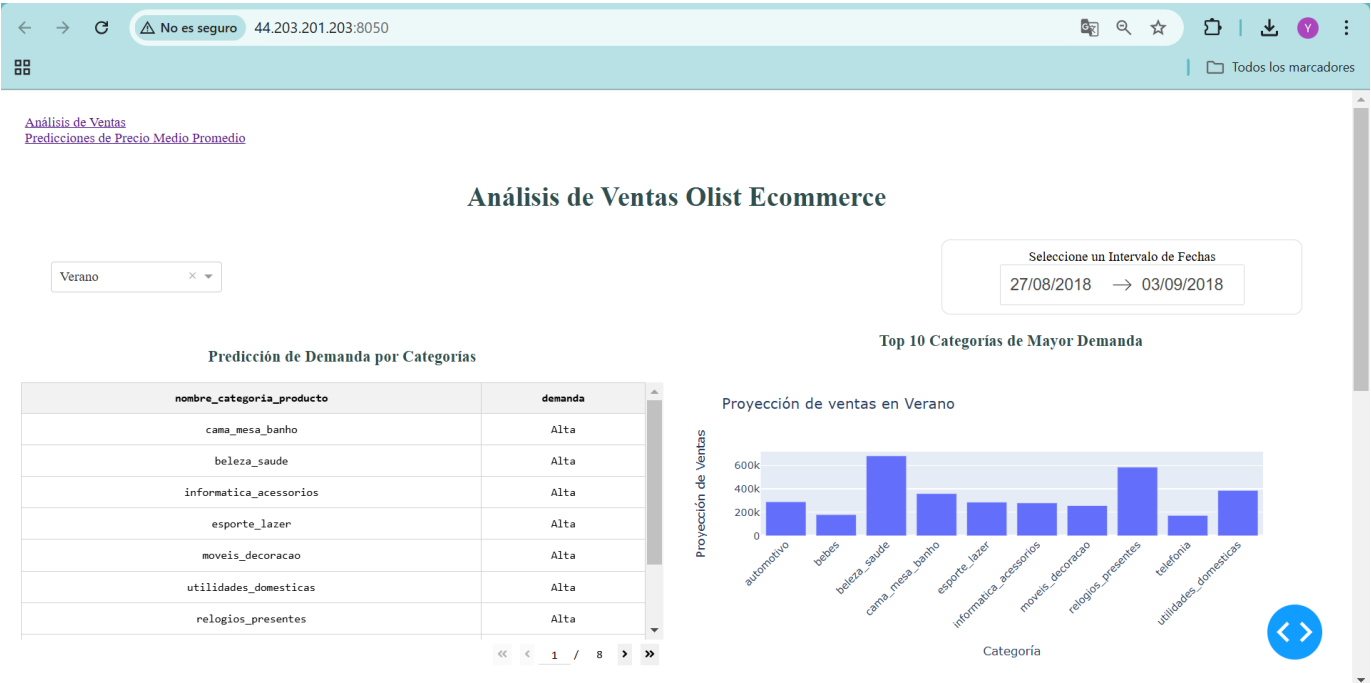 No es seguro 44.203.201.203:8050
Y
Todos los marcadores
Análisis de Ventas
Predicciones de Precio Medio Promedio
Análisis de Ventas Olist Ecommerce
Verano
Seleccione un Intervalo de Fechas
27/08/2018 → 03/09/2018
Predicción de Demanda por Categorías
nombre_categoria_producto demanda
cama_mesa_banho Alta
beleza_saude Alta
informatica_acessorios Alta
esporte_lazer Alta
moveis_decoracao Alta
utilidades_domesticas Alta
relogios_presentes Alta
1 / 8
Top 10 Categorías de Mayor Demanda
Proyección de ventas en Verano
Proyección de Ventas
600k
400k
200k
0
automotivo
bebes
beleza_saude
cama_mesa_banho
esporte_lazer
informatica_acessorios
moveis_decoracao
relogios_presentes
telefonia
utilidades_domesticas
Categoría